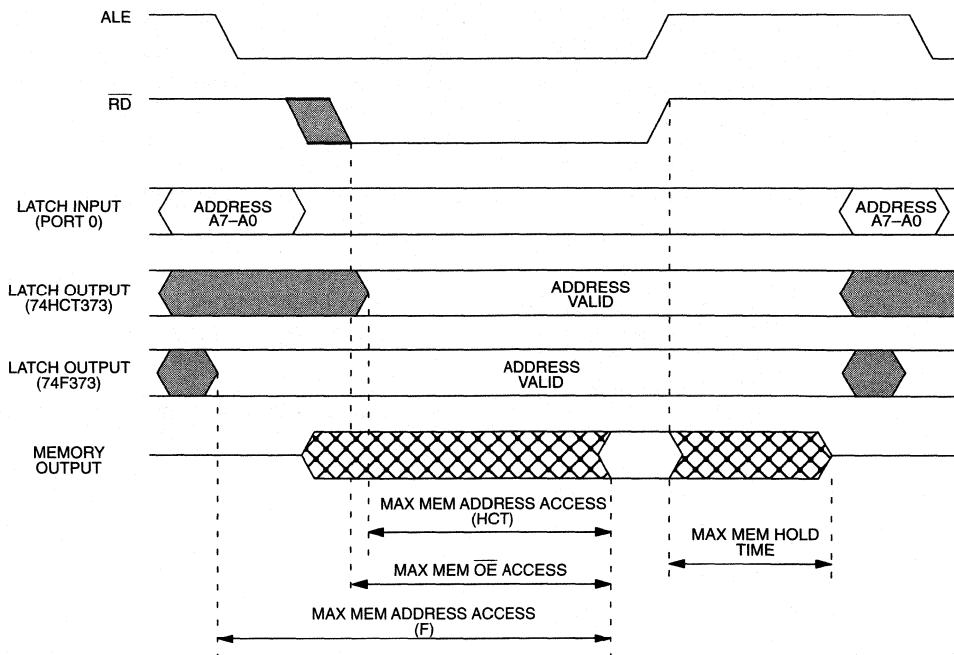 ALE
RD
LATCH INPUT
(PORT 0)
ADDRESS
A7–A0
ADDRESS
A7–A0
LATCH OUTPUT
(74HCT373)
ADDRESS
VALID
LATCH OUTPUT
(74F373)
ADDRESS
VALID
MEMORY
OUTPUT
MAX MEM ADDRESS ACCESS
(HCT)
MAX MEM HOLD
TIME
MAX MEM OE ACCESS
MAX MEM ADDRESS ACCESS
(F)